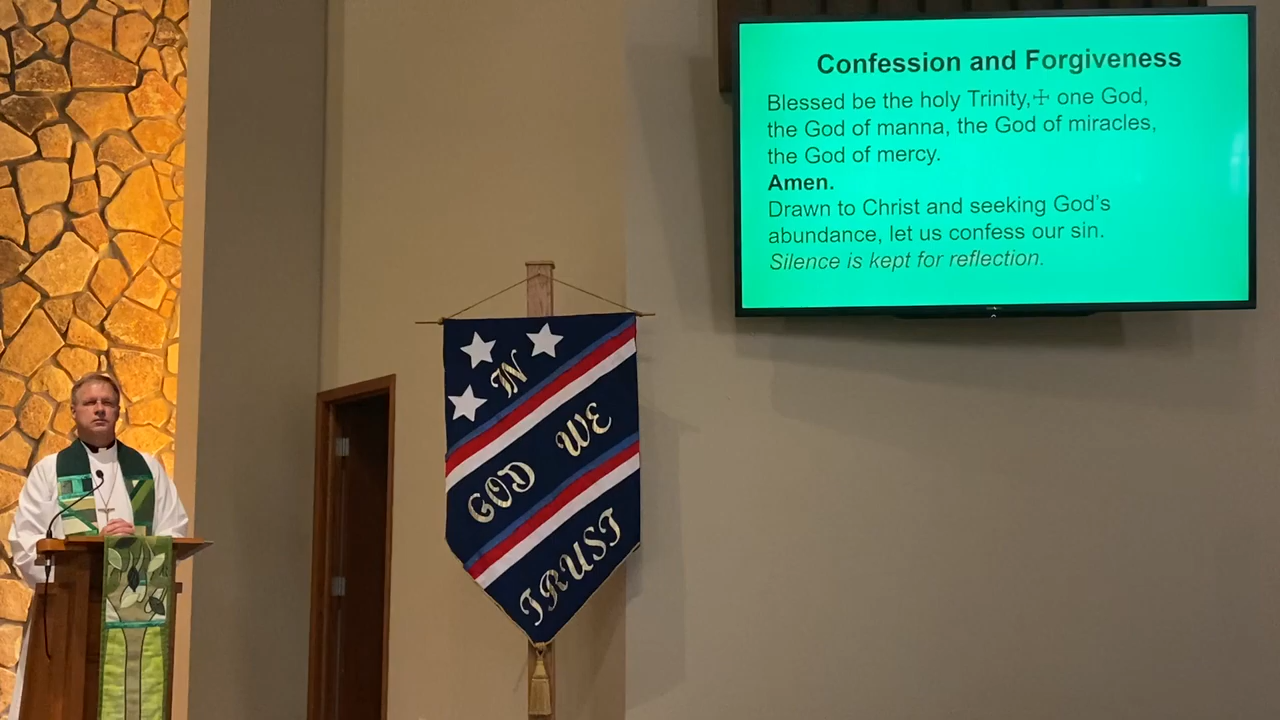 Confession and Forgiveness
Blessed be the holy Trinity,☩ one God,
the God of manna, the God of miracles,
the God of mercy.
Amen.
Drawn to Christ and seeking God's
abundance, let us confess our sin.
Silence is kept for reflection.
IN
GOD WE
TRUST